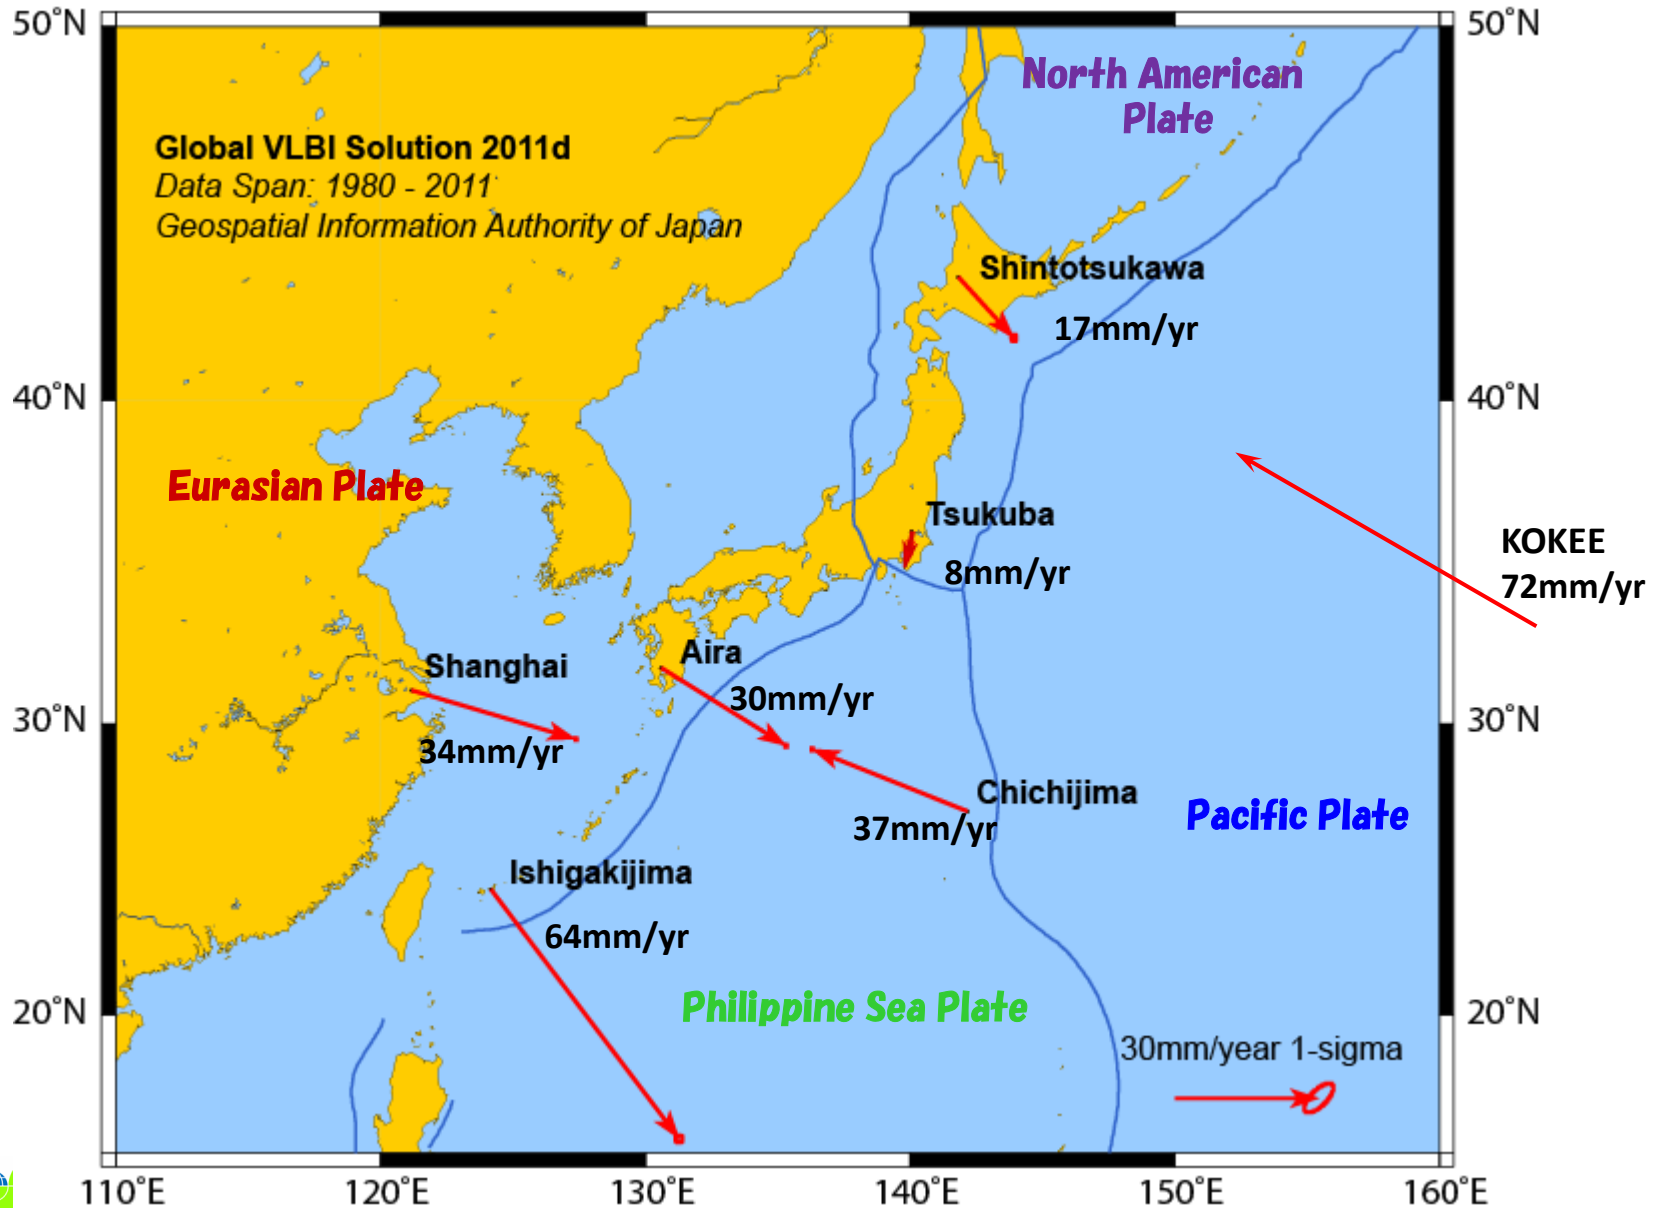 50°N
50°N
North American
Plate
Global VLBI Solution 2011d
Data Span: 1980 - 2011
Geospatial Information Authority of Japan
Shintotsukawa
17mm/yr
40°N
40°N
Eurasian Plate
Tsukuba
8mm/yr
KOKEE
72mm/yr
Aira
Shanghai
30mm/yr
30°N
30°N
34mm/yr
Chichijima
37mm/yr
Pacific Plate
Ishigakijima
64mm/yr
Philippine Sea Plate
20°N
20°N
30mm/year 1-sigma
110°E
120°E
130°E
140°E
150°E
160°E